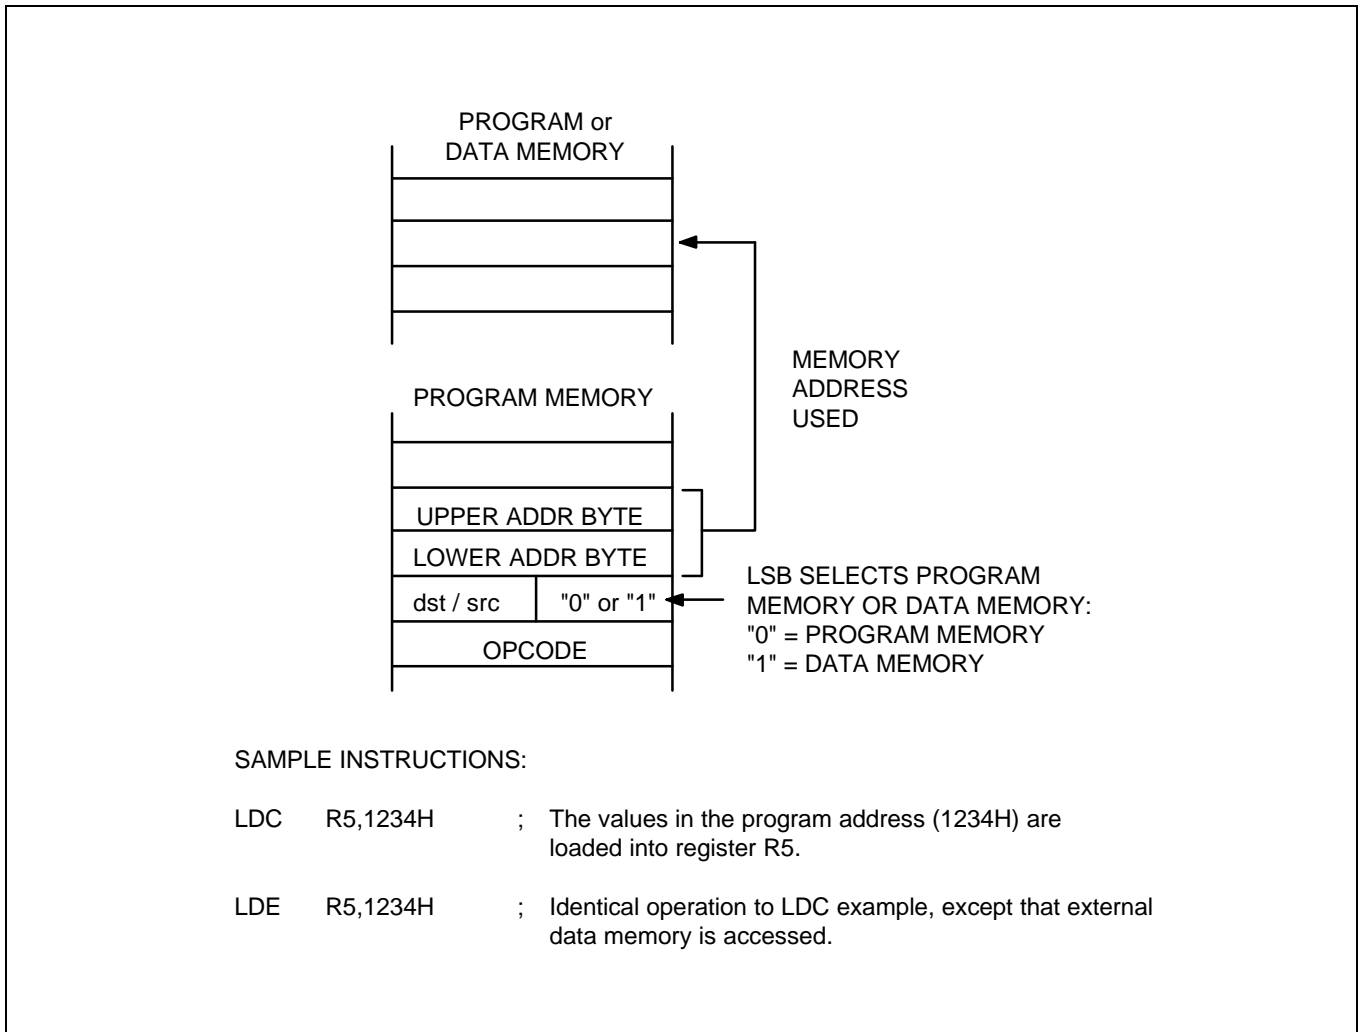 PROGRAM or
DATA MEMORY
MEMORY
ADDRESS
USED
PROGRAM MEMORY
UPPER ADDR BYTE
LOWER ADDR BYTE
dst / src "0" or "1"
OPCODE
LSB SELECTS PROGRAM
MEMORY OR DATA MEMORY:
"0" = PROGRAM MEMORY
"1" = DATA MEMORY
SAMPLE INSTRUCTIONS:
LDC R5,1234H ; The values in the program address (1234H) are
loaded into register R5.
LDE R5,1234H ; Identical operation to LDC example, except that external
data memory is accessed.